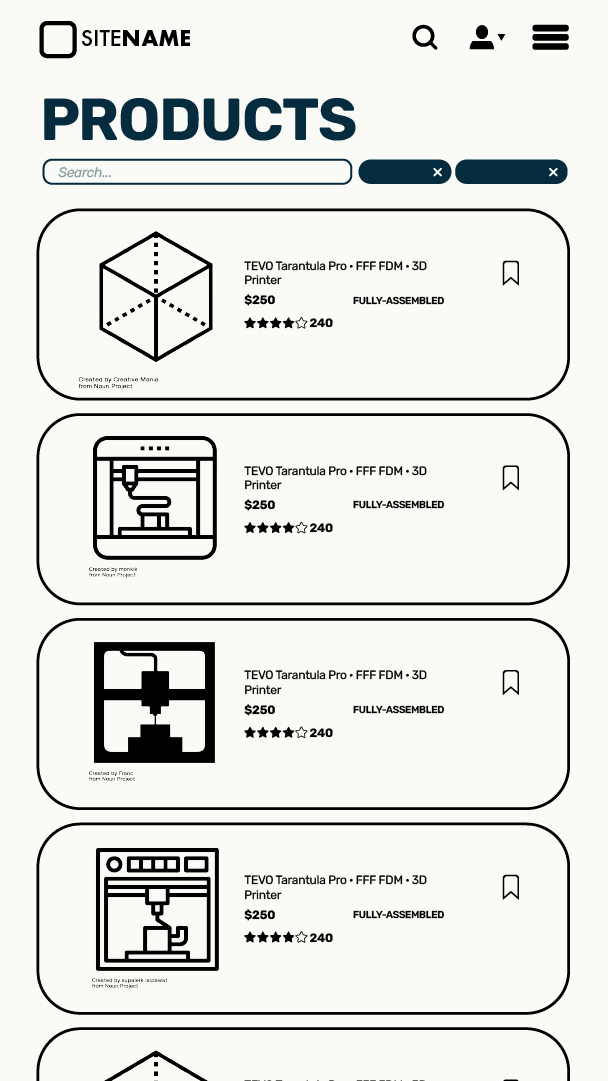 SITENAME
PRODUCTS
Search...
TEVO Tarantula Pro • FFF FDM • 3D
Printer
$250 FULLY-ASSEMBLED
240
Created by Creative Mania
from Noun Project
TEVO Tarantula Pro • FFF FDM • 3D
Printer
$250 FULLY-ASSEMBLED
240
Created by monkik
from Noun Project
TEVO Tarantula Pro • FFF FDM • 3D
Printer
$250 FULLY-ASSEMBLED
240
Created by Franc
from Noun Project
TEVO Tarantula Pro • FFF FDM • 3D
Printer
$250 FULLY-ASSEMBLED
240
Created by supalerk laipawat
from Noun Project